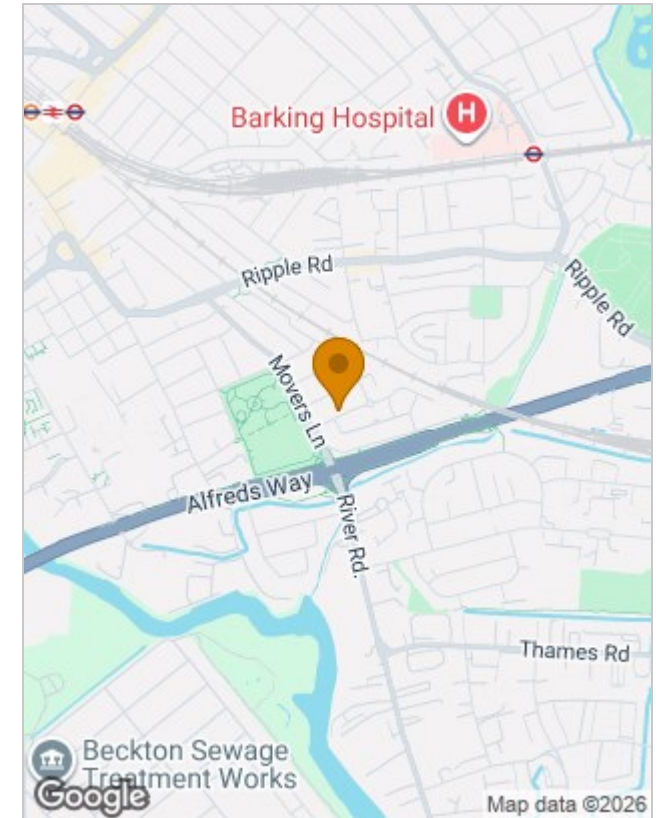 Barking Hospital
H
Ripple Rd
Ripple Rd
Movers Ln
Alfreds Way
River Rd.
Thames Rd
Beckton Sewage
Treatment Works
Google
Map data ©2026